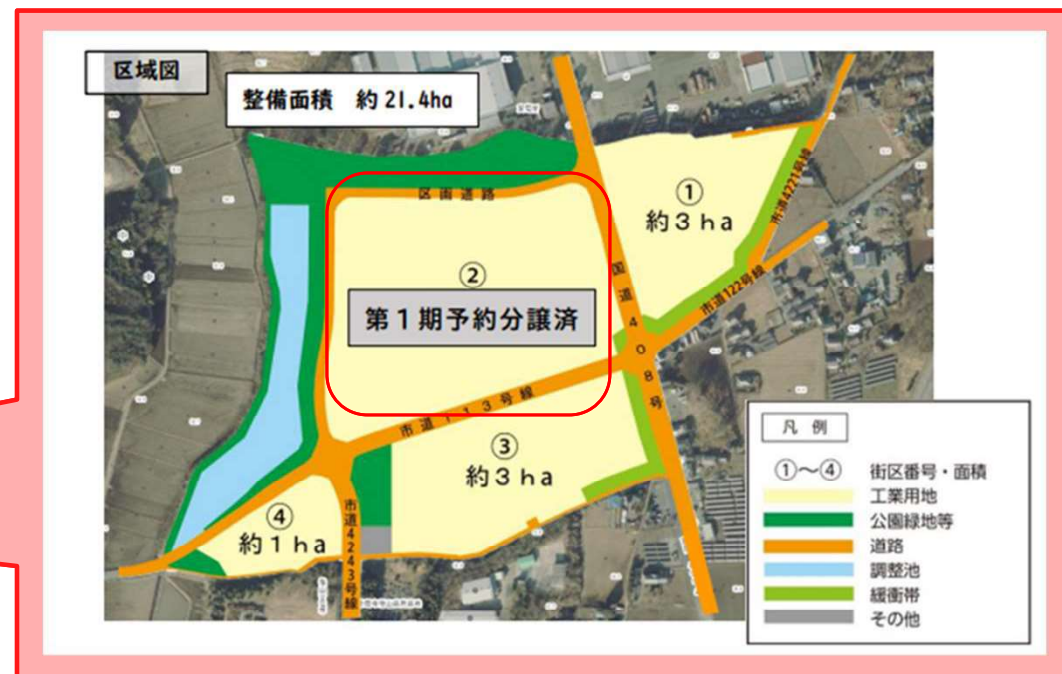 区域図
整備面積 約21.4ha
区画道路
①
約3ha
市道4221号線
市道122号線
②
第1期予約分譲済
国道408号
市道113号線
③
約3ha
④
約1ha
市道4243号線
凡 例
①~④ 街区番号・面積
工業用地
公園緑地等
道路
調整池
緩衝帯
その他